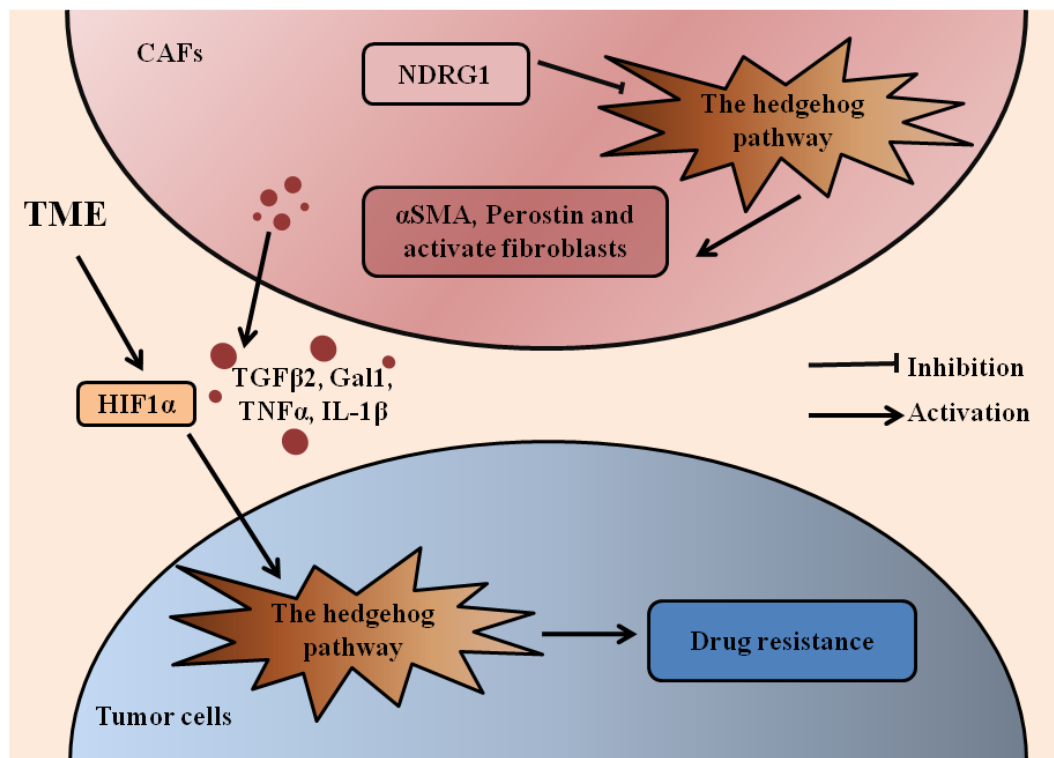 CAFs
NDRG1
The hedgehog
pathway
αSMA, Perostin and
activate fibroblasts
TME
HIF1α
TGFβ2, Gal1,
TNFα, IL-1β
Inhibition
Activation
The hedgehog
pathway
Drug resistance
Tumor cells